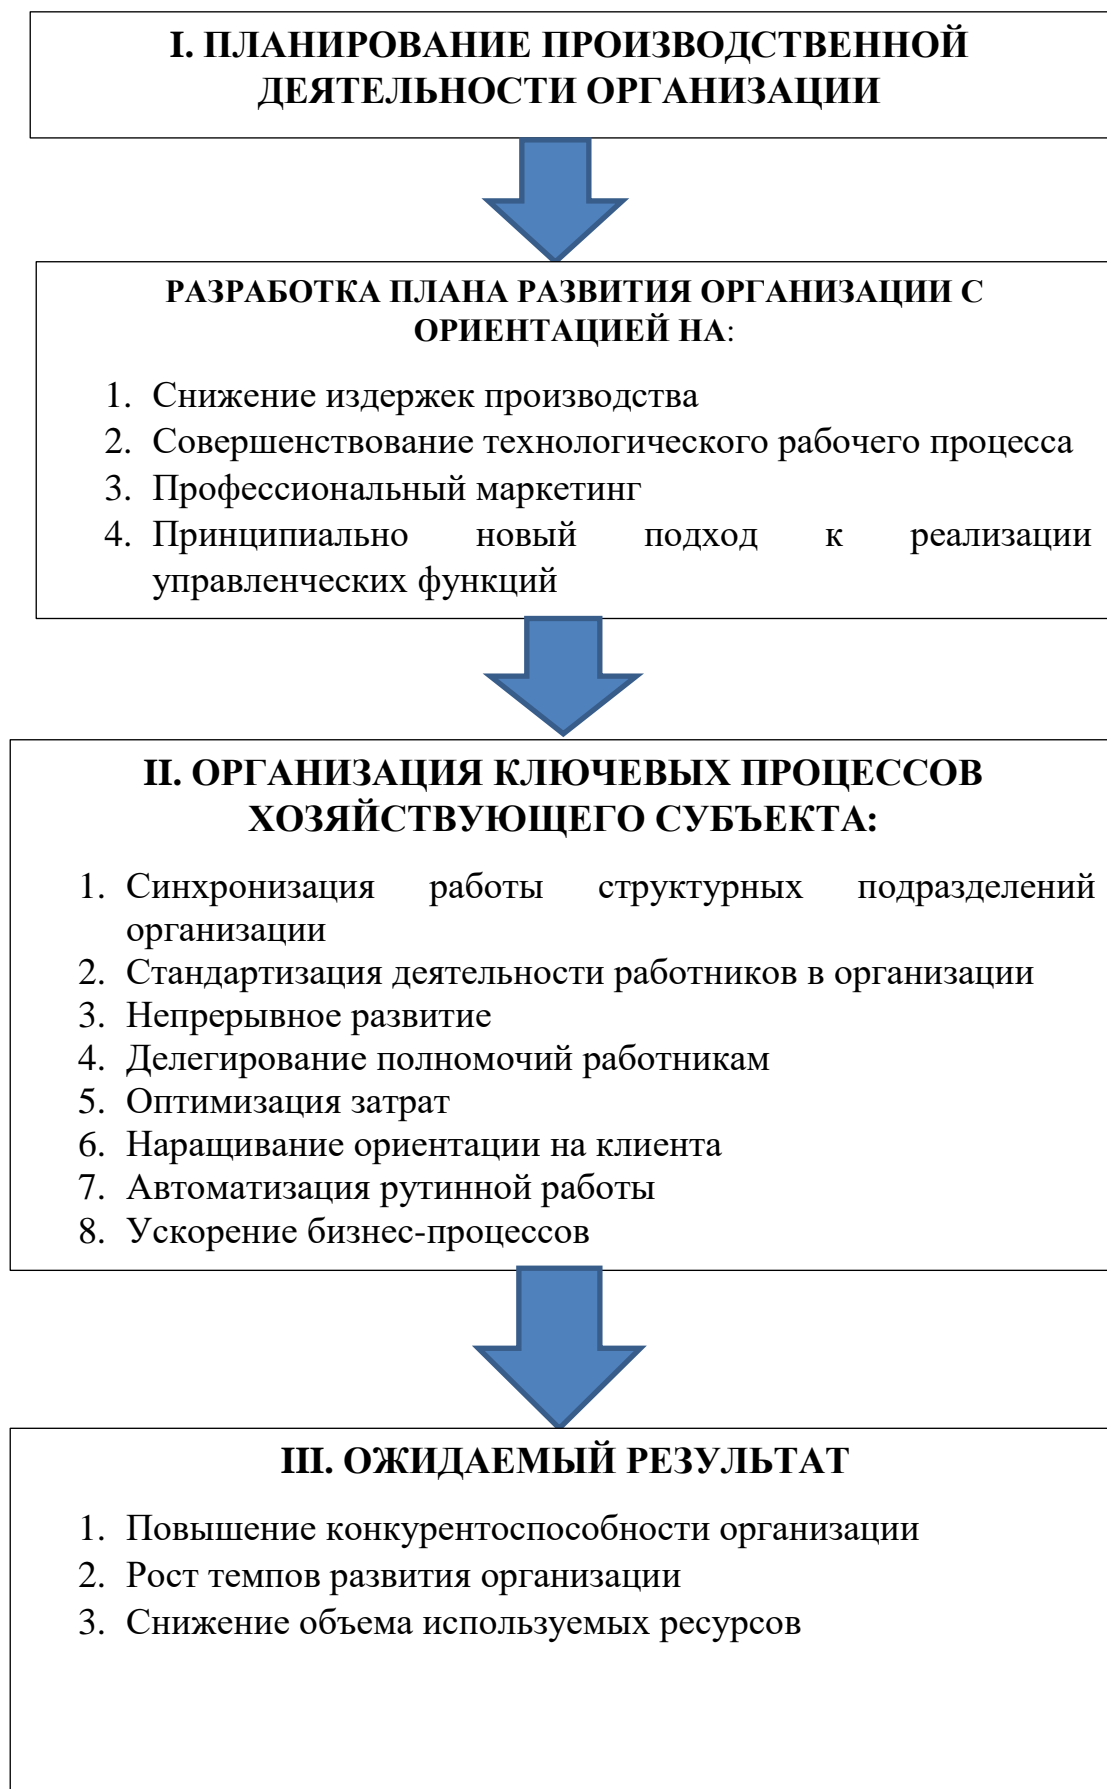 I. ПЛАНИРОВАНИЕ ПРОИЗВОДСТВЕННОЙ
ДЕЯТЕЛЬНОСТИ ОРГАНИЗАЦИИ
РАЗРАБОТКА ПЛАНА РАЗВИТИЯ ОРГАНИЗАЦИИ С
ОРИЕНТАЦИЕЙ НА:
1. Снижение издержек производства
2. Совершенствование технологического рабочего процесса
3. Профессиональный маркетинг
4. Принципиально новый подход к реализации
управленческих функций
II. ОРГАНИЗАЦИЯ КЛЮЧЕВЫХ ПРОЦЕССОВ
ХОЗЯЙСТВУЮЩЕГО СУБЪЕКТА:
1. Синхронизация работы структурных подразделений
организации
2. Стандартизация деятельности работников в организации
3. Непрерывное развитие
4. Делегирование полномочий работникам
5. Оптимизация затрат
6. Наращивание ориентации на клиента
7. Автоматизация рутинной работы
8. Ускорение бизнес-процессов
III. ОЖИДАЕМЫЙ РЕЗУЛЬТАТ
1. Повышение конкурентоспособности организации
2. Рост темпов развития организации
3. Снижение объема используемых ресурсов